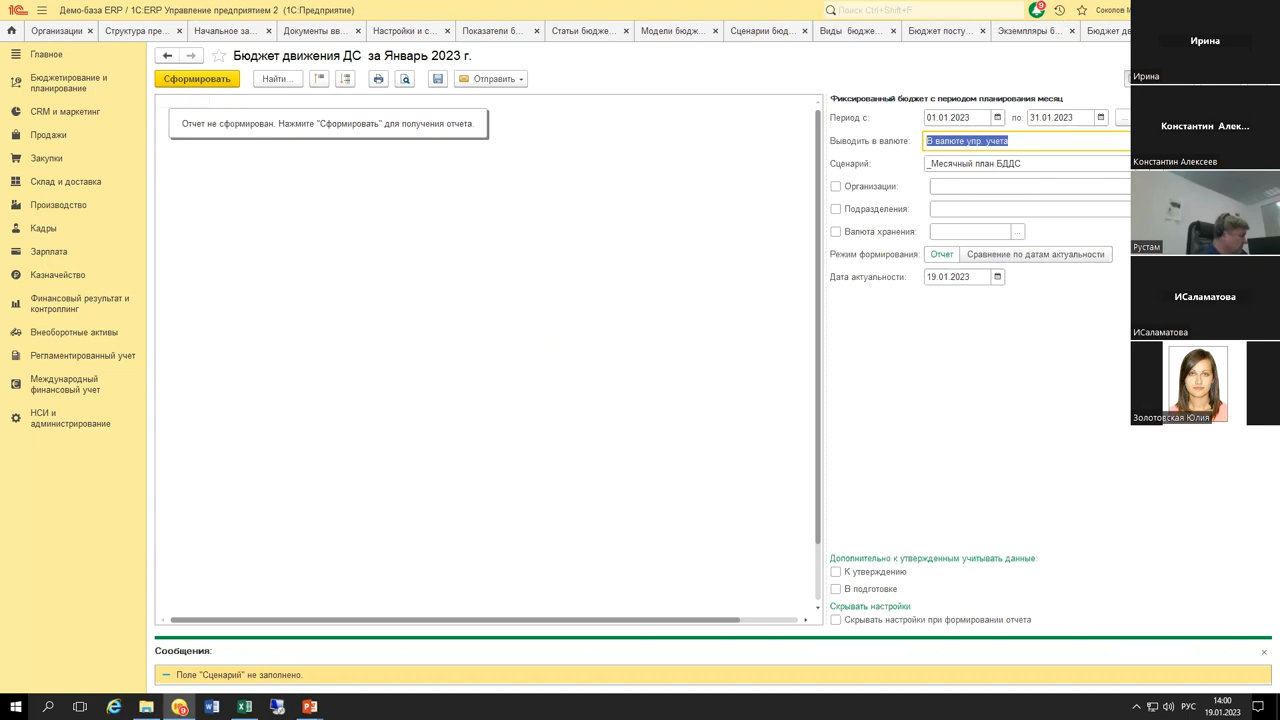 Демо-база ERP / 1С:ERP Управление предприятием 2 (1С:Предприятие)
Поиск Ctrl+Shift+F
9
Соколов М
Организации
Структура пре...
Начальное за...
Документы вв...
Настройки и с...
Показатели б...
Статьи бюдже...
Модели бюдж...
Сценарии бюд...
Виды бюдже...
Бюджет посту...
Экземпляры б...
Бюджет дв
Главное
Бюджетирование и
планирование
CRM и маркетинг
Продажи
Закупки
Склад и доставка
Производство
Кадры
Зарплата
Казначейство
Финансовый результат и
контроллинг
Внеоборотные активы
Регламентированный учет
Международный
финансовый учет
НСИ и
администрирование
Бюджет движения ДС за Январь 2023 г.
Сформировать
Найти...
Отправить
Отчет не сформирован. Нажмите "Сформировать" для получения отчета.
Фиксированный бюджет с периодом планирования месяц
Период с: 01.01.2023 по: 31.01.2023 ...
Выводить в валюте: В валюте упр. учета
Сценарий: _Месячный план БДДС
Организации:
Подразделения:
Валюта хранения: ...
Режим формирования: Отчет Сравнение по датам актуальности
Дата актуальности: 19.01.2023
Дополнительно к утвержденным учитывать данные:
К утверждению
В подготовке
Скрывать настройки
Скрывать настройки при формировании отчета
Сообщения:
Поле "Сценарий" не заполнено.
Ирина
Ирина
Константин Алек...
Константин Алексеев
Рустам
ИСаламатова
ИСаламатова
Золотовская Юлия
РУС
14:00
19.01.2023